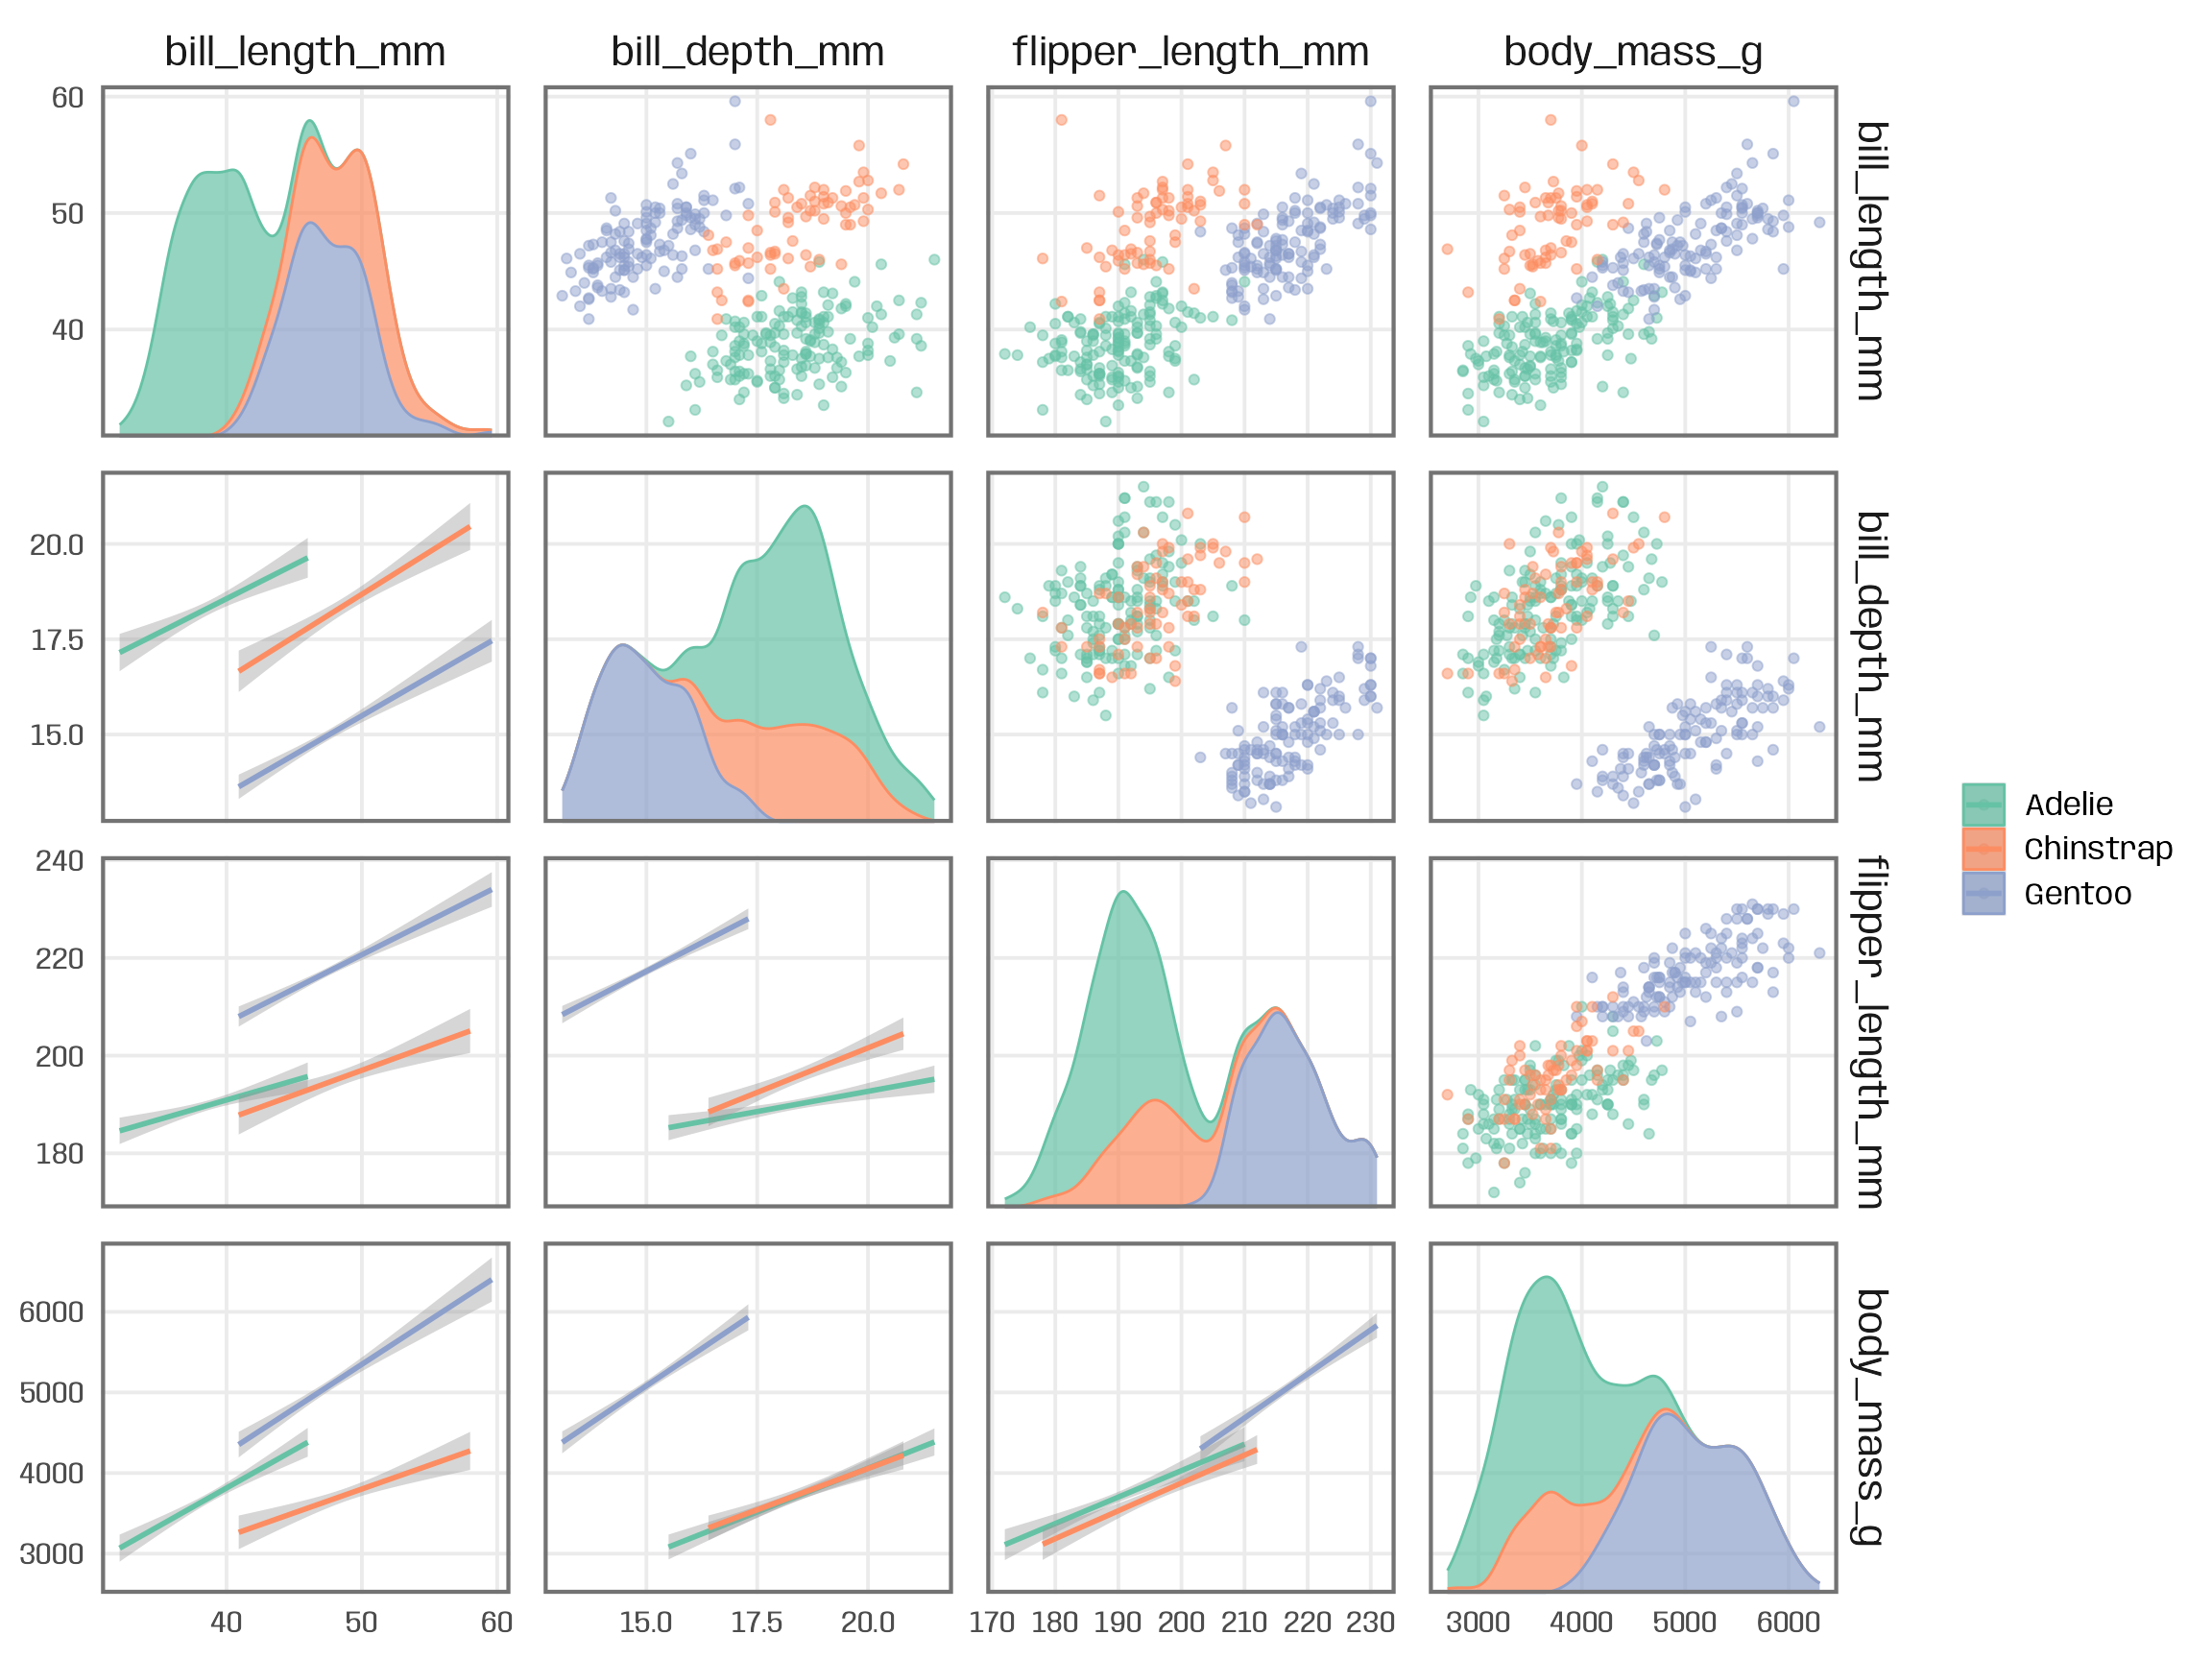 bill_length_mm
bill_depth_mm
flipper_length_mm
body_mass_g
60
50
40
bill_length_mm
20.0
17.5
15.0
bill_depth_mm
Adelie
Chinstrap
Gentoo
240
220
200
180
flipper_length_mm
6000
5000
4000
3000
body_mass_g
40 50 60
15.0 17.5 20.0
170 180 190 200 210 220 230
3000 4000 5000 6000